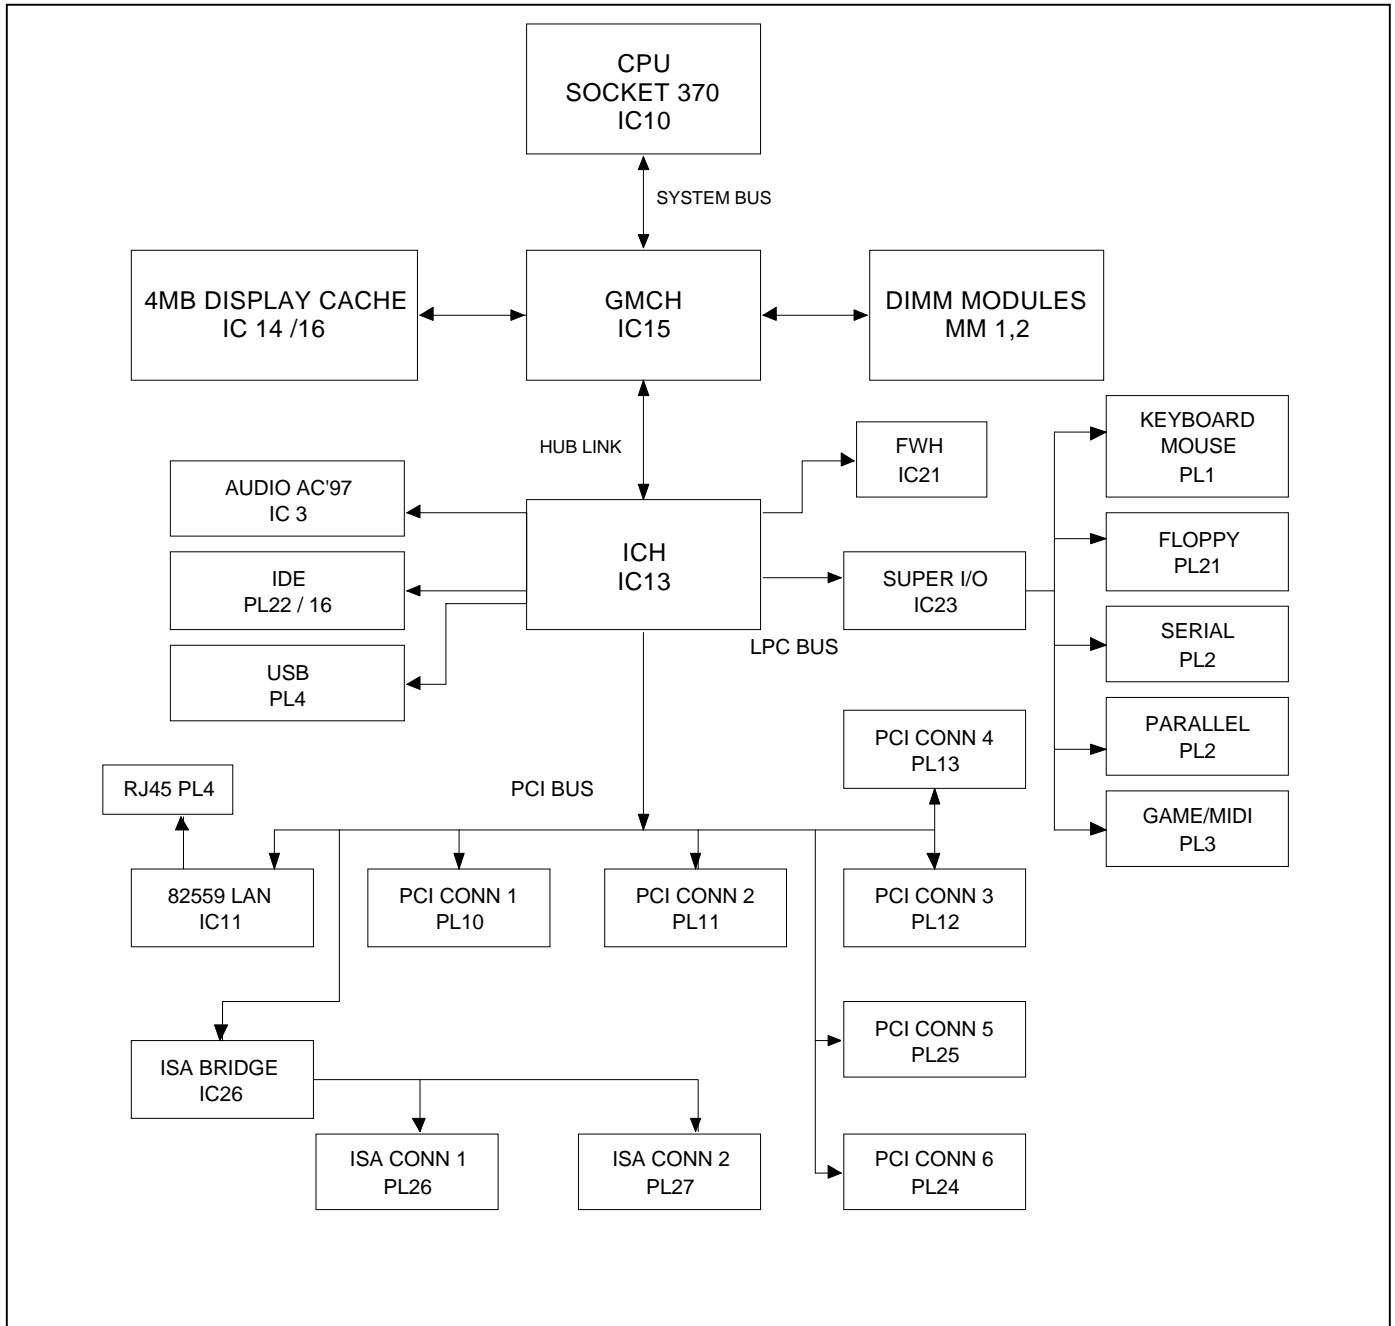 CPU
SOCKET 370
IC10
SYSTEM BUS
4MB DISPLAY CACHE
IC 14 /16
GMCH
IC15
DIMM MODULES
MM 1,2
HUB LINK
FWH
IC21
KEYBOARD
MOUSE
PL1
AUDIO AC'97
IC 3
ICH
IC13
FLOPPY
PL21
IDE
PL22 / 16
SUPER I/O
IC23
SERIAL
PL2
LPC BUS
USB
PL4
PARALLEL
PL2
PCI CONN 4
PL13
RJ45 PL4
PCI BUS
GAME/MIDI
PL3
82559 LAN
IC11
PCI CONN 1
PL10
PCI CONN 2
PL11
PCI CONN 3
PL12
PCI CONN 5
PL25
ISA BRIDGE
IC26
ISA CONN 1
PL26
ISA CONN 2
PL27
PCI CONN 6
PL24